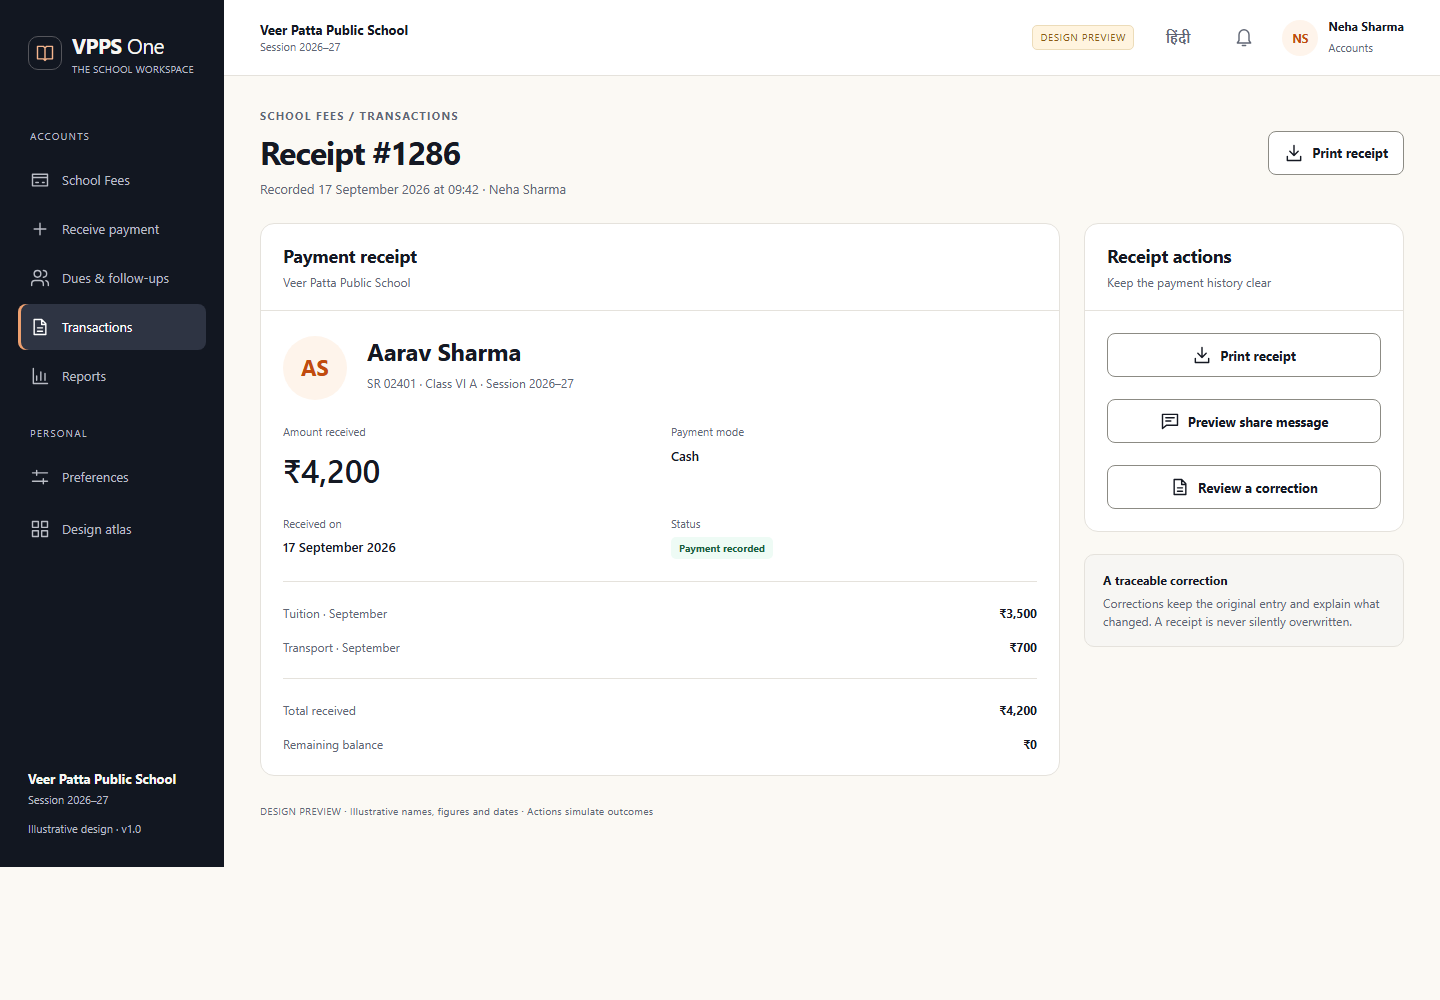 VPPS One
THE SCHOOL WORKSPACE
ACCOUNTS
School Fees
Receive payment
Dues & follow-ups
Transactions
Reports
PERSONAL
Preferences
Design atlas
Veer Patta Public School
Session 2026–27
Illustrative design · v1.0
Veer Patta Public School
Session 2026–27
DESIGN PREVIEW
हिंदी
NS
Neha Sharma
Accounts
SCHOOL FEES / TRANSACTIONS
Receipt #1286
Recorded 17 September 2026 at 09:42 · Neha Sharma
Print receipt
Payment receipt
Veer Patta Public School
AS
Aarav Sharma
SR 02401 · Class VI A · Session 2026–27
Amount received
₹4,200
Payment mode
Cash
Received on
17 September 2026
Status
Payment recorded
Tuition · September ₹3,500
Transport · September ₹700
Total received ₹4,200
Remaining balance ₹0
Receipt actions
Keep the payment history clear
Print receipt
Preview share message
Review a correction
A traceable correction
Corrections keep the original entry and explain what
changed. A receipt is never silently overwritten.
DESIGN PREVIEW · Illustrative names, figures and dates · Actions simulate outcomes